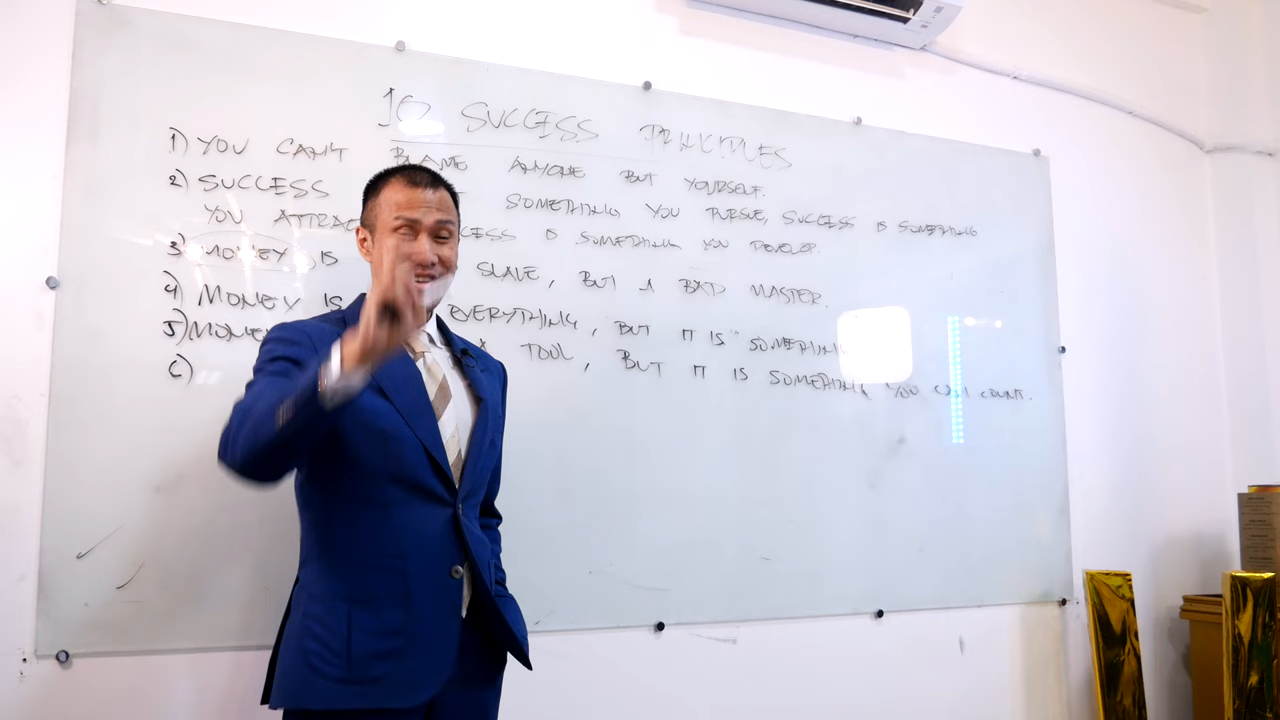 10 SUCCESS PRINCIPLES
1) YOU CAN'T BLAME ANYONE BUT YOURSELF.
2) SUCCESS SOMETHING YOU PURSUE, SUCCESS IS SOMETHING
YOU ATTRAC CESS IS SOMETHING YOU DEVELOP.
3) MONEY IS SLAVE, BUT A BAD MASTER.
4) MONEY IS EVERYTHING, BUT IT IS SOMETHING
5) MONEY A TOOL, BUT IT IS SOMETHING YOU CAN COUNT.
6)